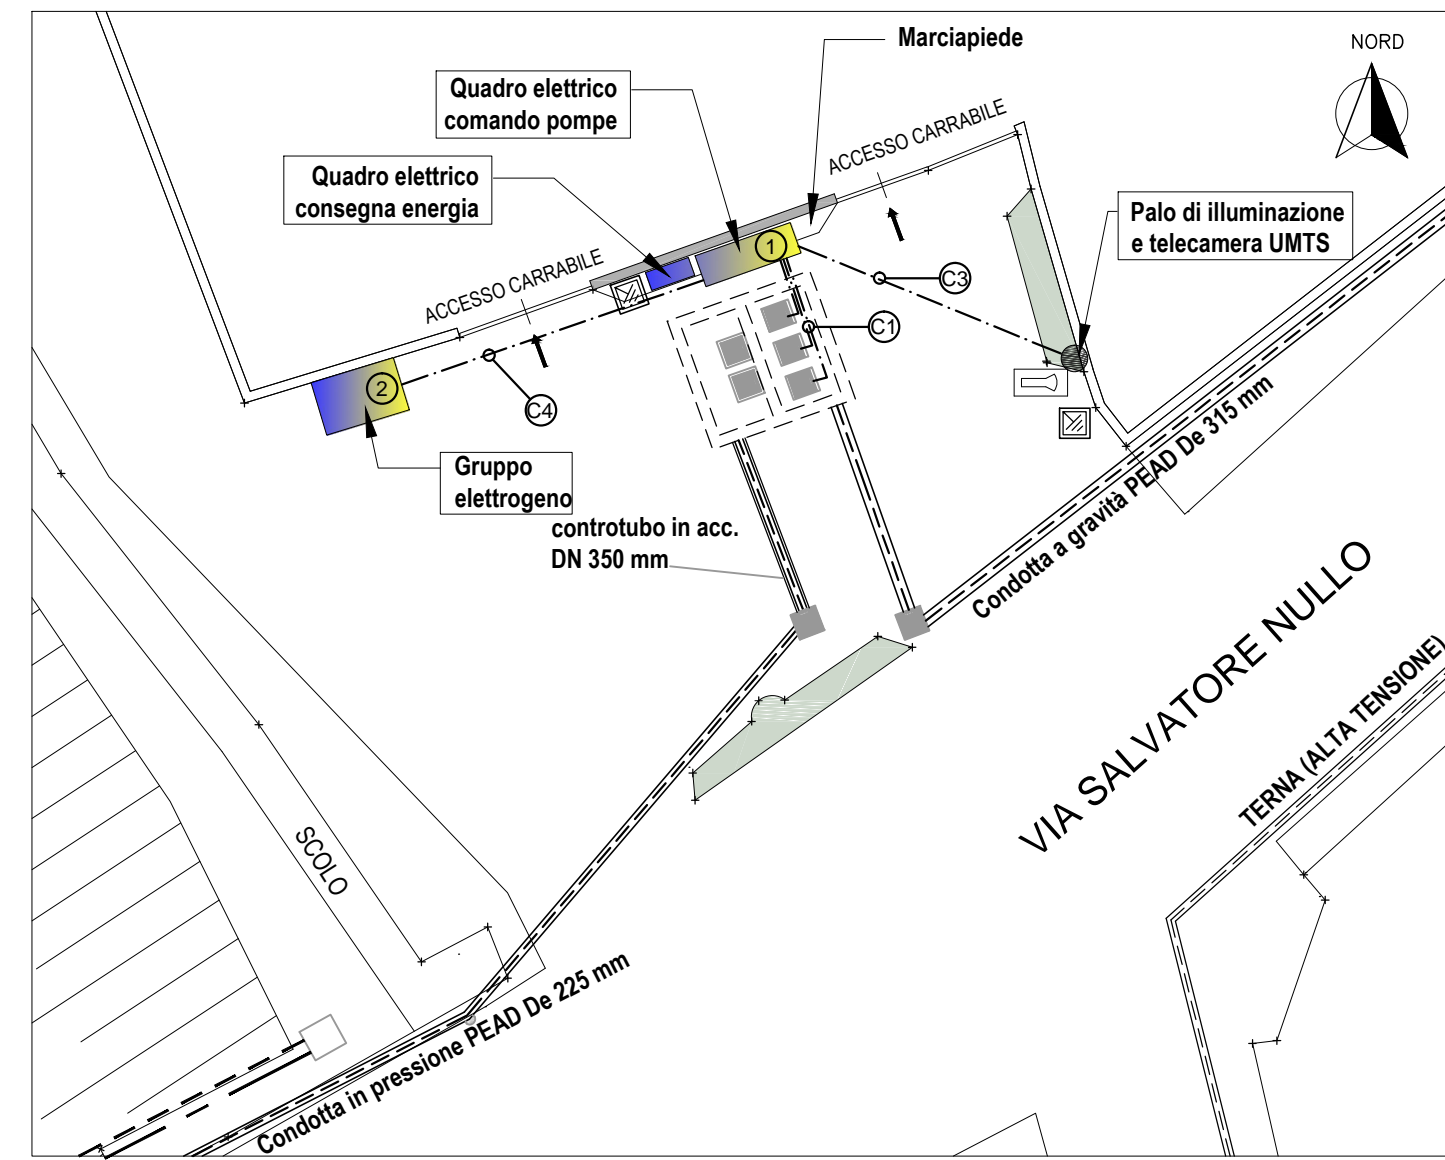 Marciapiede
NORD
Quadro elettrico
comando pompe
ACCESSO CARRABILE
Quadro elettrico
consegna energia
Palo di illuminazione
e telecamera UMTS
1
ACCESSO CARRABILE
C3
C1
2
C4
Gruppo
elettrogeno
controtubo in acc.
DN 350 mm
Condotta a gravità PEAD De 315 mm
VIA SALVATORE NULLO
TERNA (ALTA TENSIONE)
SCOLO
Condotta in pressione PEAD De 225 mm